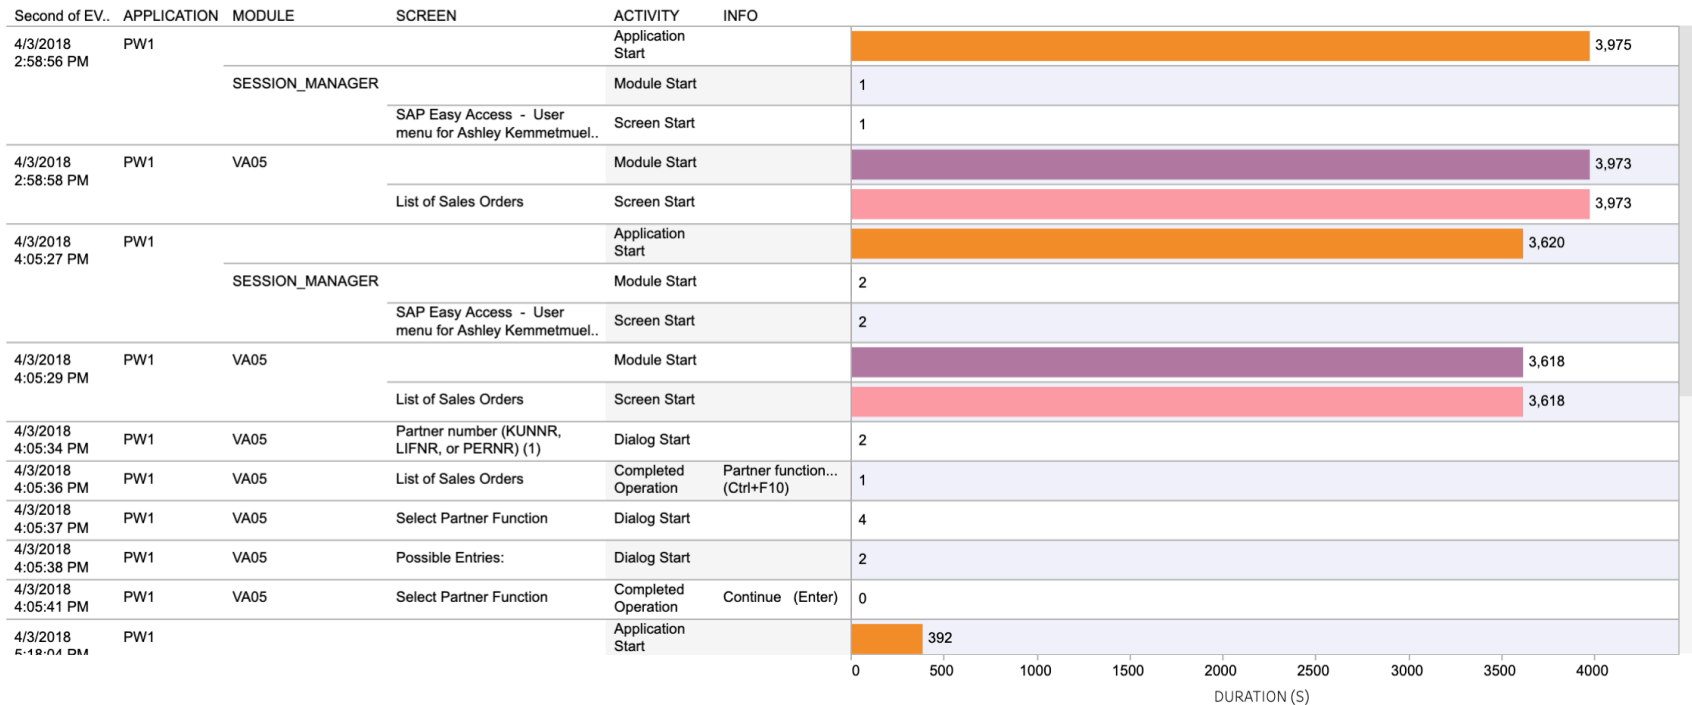 Second of EV.. APPLICATION MODULE SCREEN ACTIVITY INFO
4/3/2018
2:58:56 PM
PW1
Application
Start
3,975
SESSION_MANAGER
Module Start
1
SAP Easy Access - User
menu for Ashley Kemmetmuel..
Screen Start
1
4/3/2018
2:58:58 PM
PW1
VA05
Module Start
3,973
List of Sales Orders
Screen Start
3,973
4/3/2018
4:05:27 PM
PW1
Application
Start
3,620
SESSION_MANAGER
Module Start
2
SAP Easy Access - User
menu for Ashley Kemmetmuel..
Screen Start
2
4/3/2018
4:05:29 PM
PW1
VA05
Module Start
3,618
List of Sales Orders
Screen Start
3,618
4/3/2018
4:05:34 PM
PW1
VA05
Partner number (KUNNR,
LIFNR, or PERNR) (1)
Dialog Start
2
4/3/2018
4:05:36 PM
PW1
VA05
List of Sales Orders
Completed
Operation
Partner function...
(Ctrl+F10)
1
4/3/2018
4:05:37 PM
PW1
VA05
Select Partner Function
Dialog Start
4
4/3/2018
4:05:38 PM
PW1
VA05
Possible Entries:
Dialog Start
2
4/3/2018
4:05:41 PM
PW1
VA05
Select Partner Function
Completed
Operation
Continue (Enter)
0
4/3/2018
5:18:04 PM
PW1
Application
Start
392
0 500 1000 1500 2000 2500 3000 3500 4000
DURATION (S)